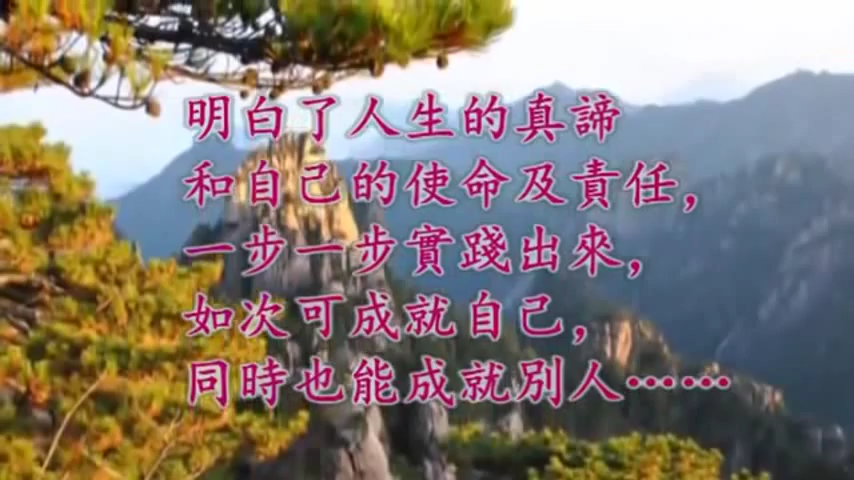 明白了人生的真諦
和自己的使命及責任，
一步一步實踐出來，
如次可成就自己，
同時也能成就別人⋯⋯